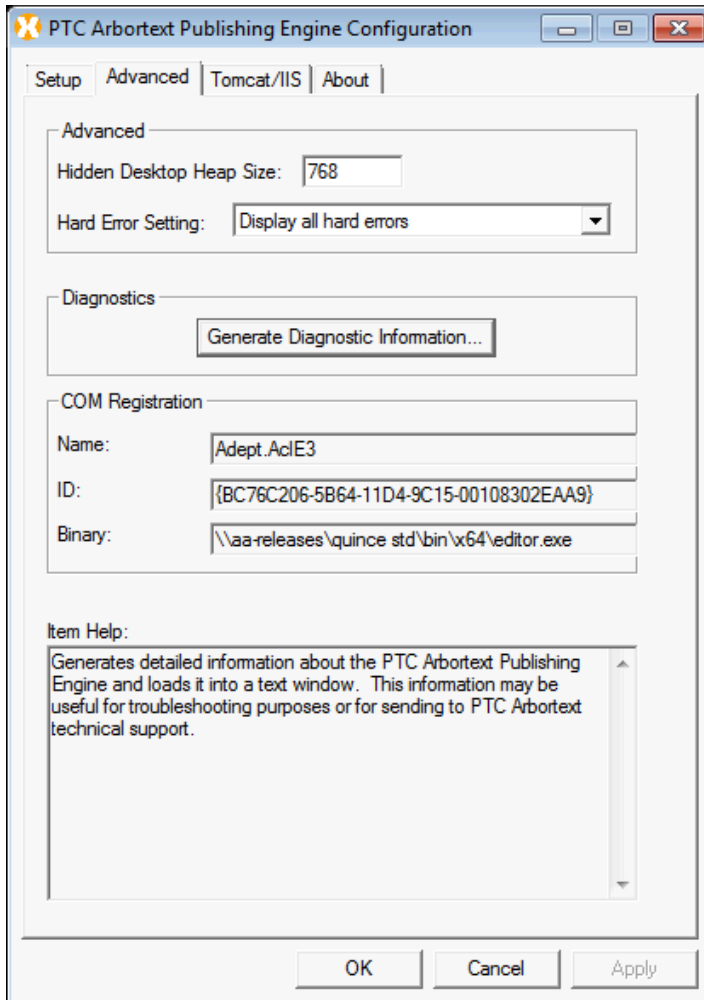 PTC Arbortext Publishing Engine Configuration
Setup Advanced Tomcat/IIS About
Advanced
Hidden Desktop Heap Size: 768
Hard Error Setting: Display all hard errors
Diagnostics
Generate Diagnostic Information...
COM Registration
Name: Adept.AclE3
ID: {BC76C206-5B64-11D4-9C15-00108302EAA9}
Binary: \\aa-releases\quince std\bin\x64\editor.exe
Item Help:
Generates detailed information about the PTC Arbortext Publishing
Engine and loads it into a text window.  This information may be
useful for troubleshooting purposes or for sending to PTC Arbortext
technical support.
OK Cancel Apply